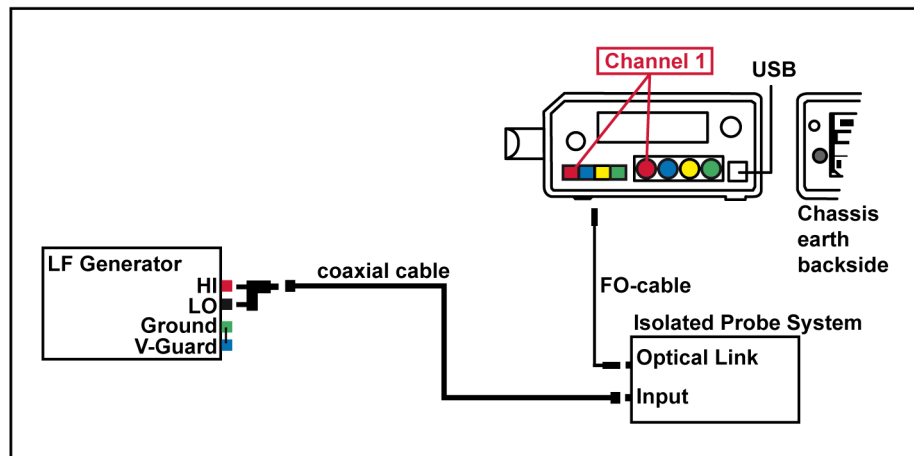 Channel 1
USB
Chassis
earth
backside
LF Generator
HI
LO
Ground
V-Guard
coaxial cable
FO-cable
Isolated Probe System
Optical Link
Input